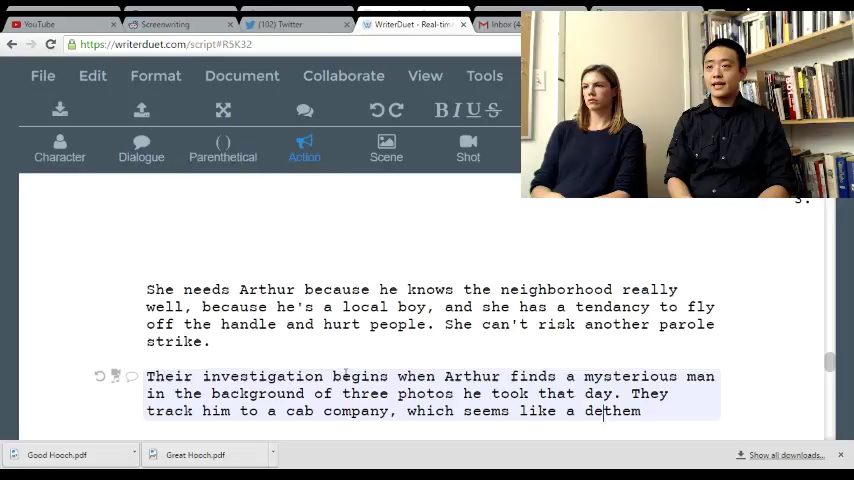 YouTube
Screenwriting
(102) Twitter
WriterDuet - Real-time
Gmail - Inbox (4
https://writerduet.com/script#R5K32
File Edit Format Document Collaborate View Tools
B I U S
Character Dialogue Parenthetical Action Scene Shot
3.
She needs Arthur because he knows the neighborhood really
well, because he's a local boy, and she has a tendancy to fly
off the handle and hurt people. She can't risk another parole
strike.
Their investigation begins when Arthur finds a mysterious man
in the background of three photos he took that day. They
track him to a cab company, which seems like a dethem
Good Hooch.pdf
Great Hooch.pdf
Show all downloads...